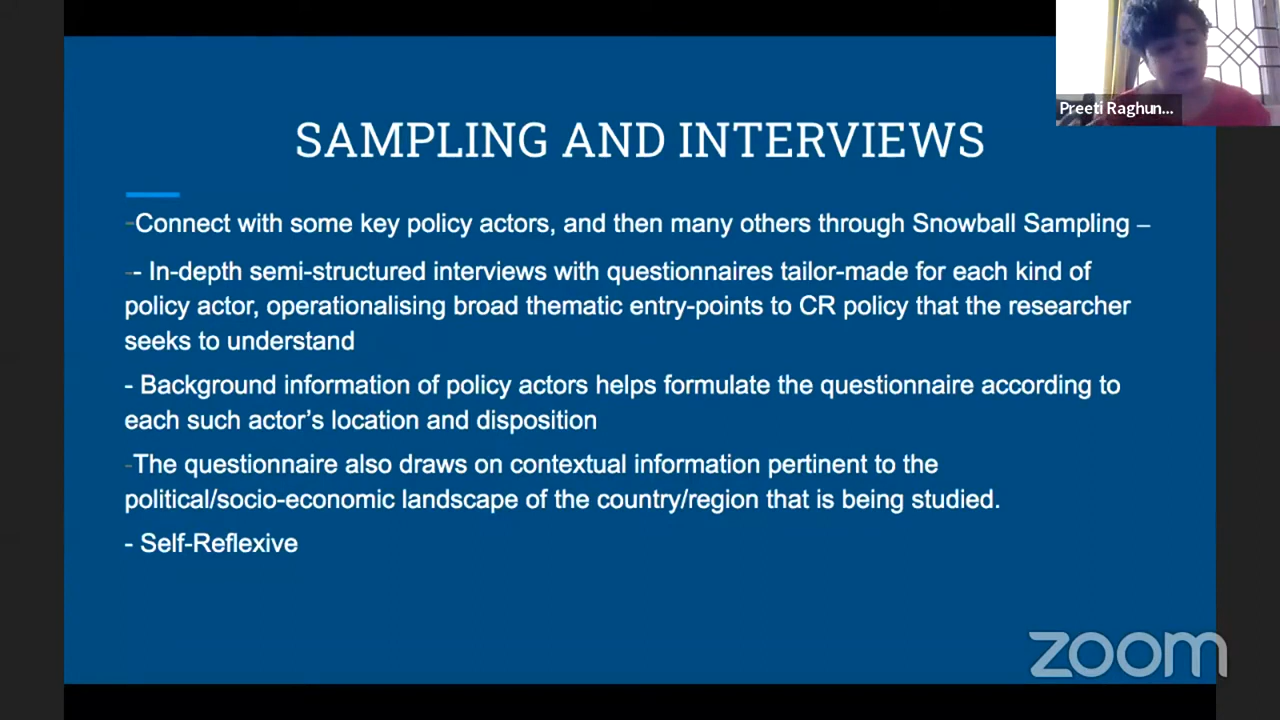 Preeti Raghun...
SAMPLING AND INTERVIEWS
-Connect with some key policy actors, and then many others through Snowball Sampling –
-- In-depth semi-structured interviews with questionnaires tailor-made for each kind of
policy actor, operationalising broad thematic entry-points to CR policy that the researcher
seeks to understand
- Background information of policy actors helps formulate the questionnaire according to
each such actor's location and disposition
-The questionnaire also draws on contextual information pertinent to the
political/socio-economic landscape of the country/region that is being studied.
- Self-Reflexive
zoom